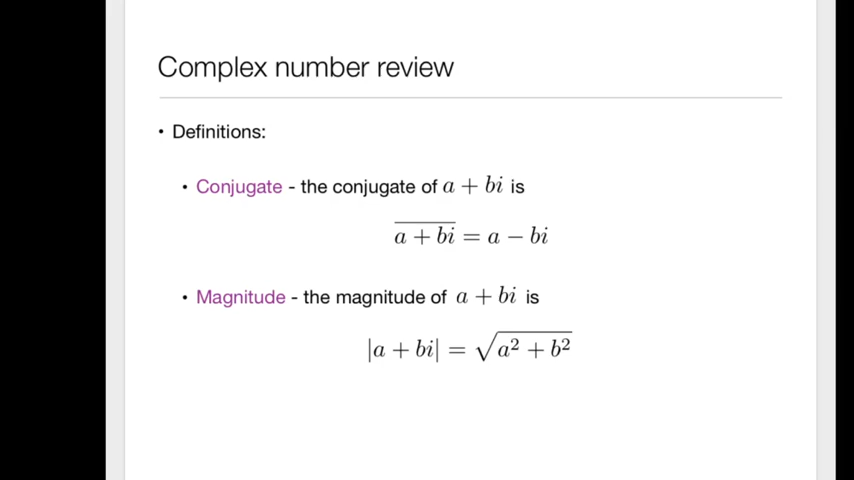 Complex number review
• Definitions:
• Conjugate - the conjugate of a + bi is
\overline{a + bi} = a − bi
• Magnitude - the magnitude of a + bi is
|a + bi| = √(a² + b²)